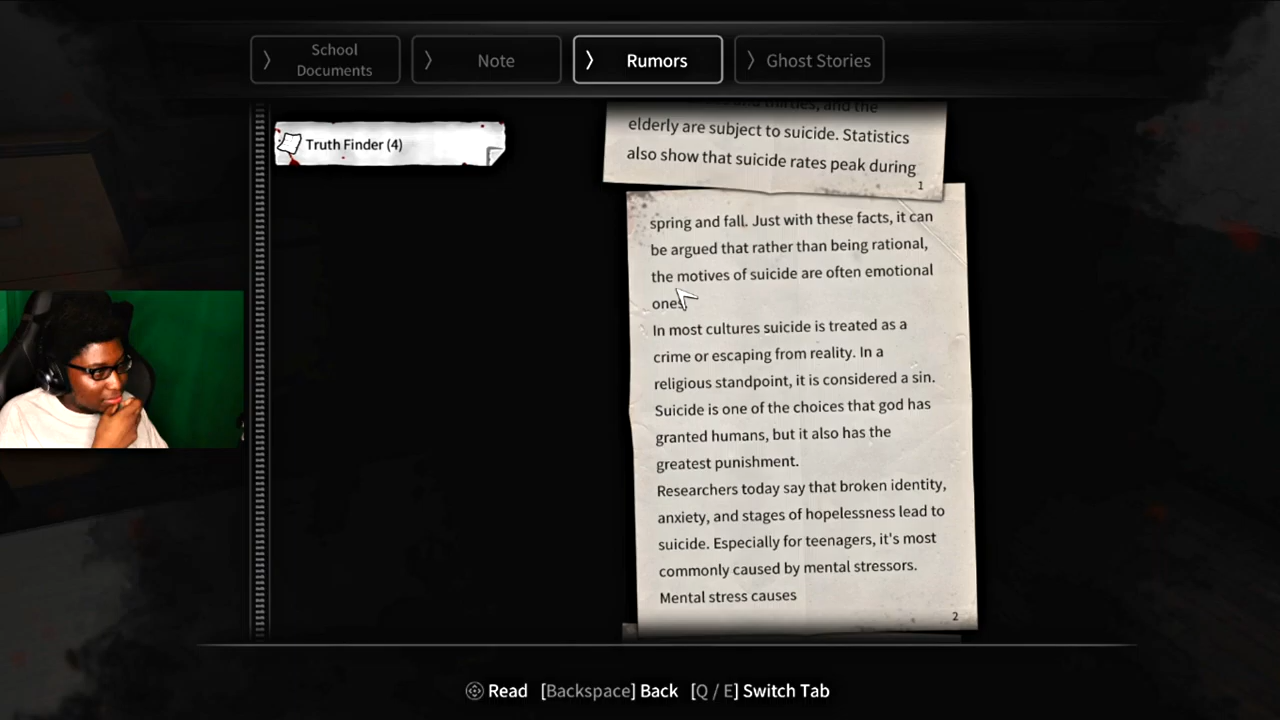 School
Documents
Note
Rumors
Ghost Stories
Truth Finder (4)
and the
elderly are subject to suicide. Statistics
also show that suicide rates peak during
1
spring and fall. Just with these facts, it can
be argued that rather than being rational,
the motives of suicide are often emotional
ones
In most cultures suicide is treated as a
crime or escaping from reality. In a
religious standpoint, it is considered a sin.
Suicide is one of the choices that god has
granted humans, but it also has the
greatest punishment.
Researchers today say that broken identity,
anxiety, and stages of hopelessness lead to
suicide. Especially for teenagers, it's most
commonly caused by mental stressors.
Mental stress causes
2
Read [Backspace] Back [Q / E] Switch Tab